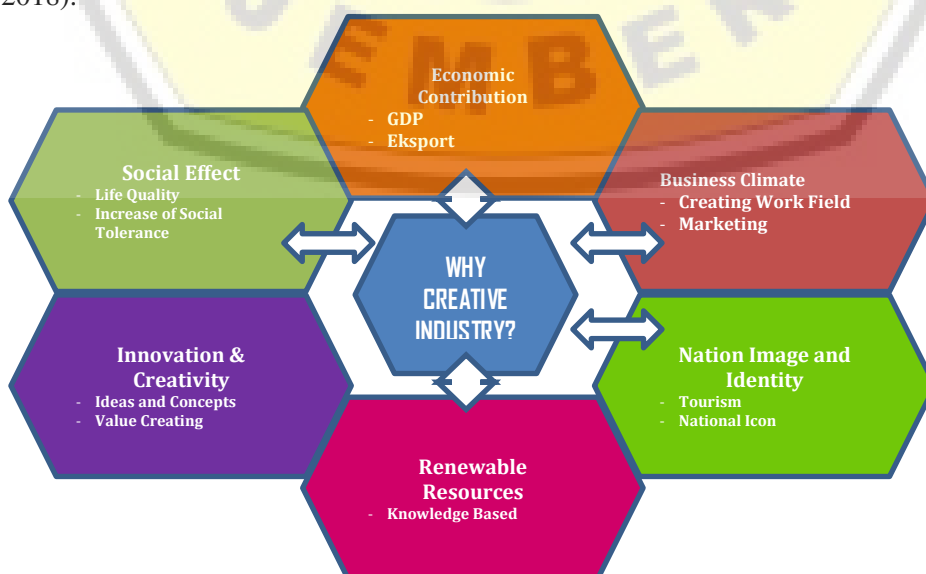 2018).
EMBER
Economic
Contribution
- GDP
- Eksport
Social Effect
- Life Quality
- Increase of Social
Tolerance
Business Climate
- Creating Work Field
- Marketing
WHY
CREATIVE
INDUSTRY?
Innovation &
Creativity
- Ideas and Concepts
- Value Creating
Nation Image and
Identity
- Tourism
- National Icon
Renewable
Resources
- Knowledge Based